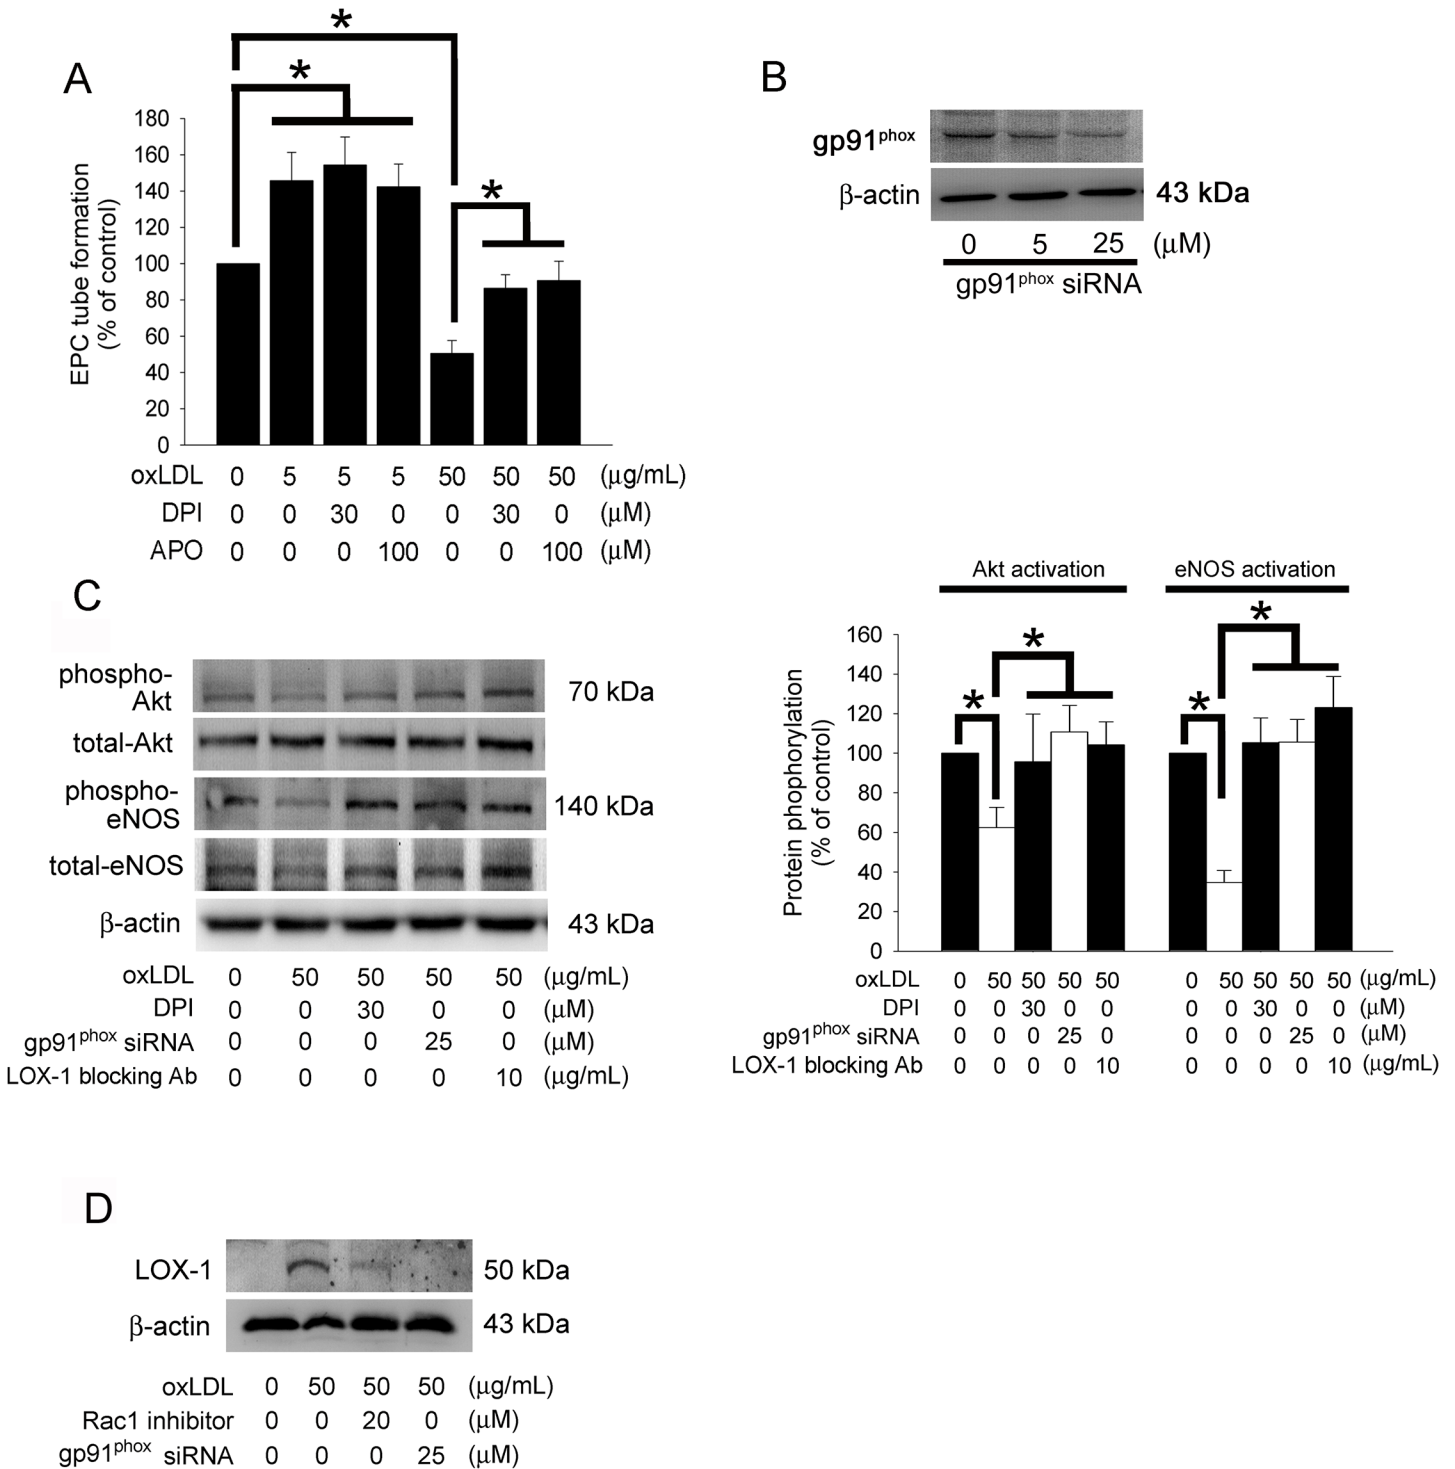 A
*
*
*
EPC tube formation
(% of control)
180
160
140
120
100
80
60
40
20
0
oxLDL 0 5 5 5 50 50 50 (μg/mL)
DPI 0 0 30 0 0 30 0 (μM)
APO 0 0 0 100 0 0 100 (μM)
B
gp91phox
β-actin 43 kDa
0 5 25 (μM)
gp91phox siRNA
C
phospho-
Akt
70 kDa
total-Akt
phospho-
eNOS
140 kDa
total-eNOS
β-actin 43 kDa
oxLDL 0 50 50 50 50 (μg/mL)
DPI 0 0 30 0 0 (μM)
gp91phox siRNA 0 0 0 25 0 (μM)
LOX-1 blocking Ab 0 0 0 0 10 (μg/mL)
Akt activation eNOS activation
*
*
*
*
Protein phophorylation
(% of control)
160
140
120
100
80
60
40
20
0
oxLDL 0 50 50 50 50 0 50 50 50 50 (μg/mL)
DPI 0 0 30 0 0 0 0 30 0 0 (μM)
gp91phox siRNA 0 0 0 25 0 0 0 0 25 0 (μM)
LOX-1 blocking Ab 0 0 0 0 10 0 0 0 0 10 (μg/mL)
D
LOX-1 50 kDa
β-actin 43 kDa
oxLDL 0 50 50 50 (μg/mL)
Rac1 inhibitor 0 0 20 0 (μM)
gp91phox siRNA 0 0 0 25 (μM)